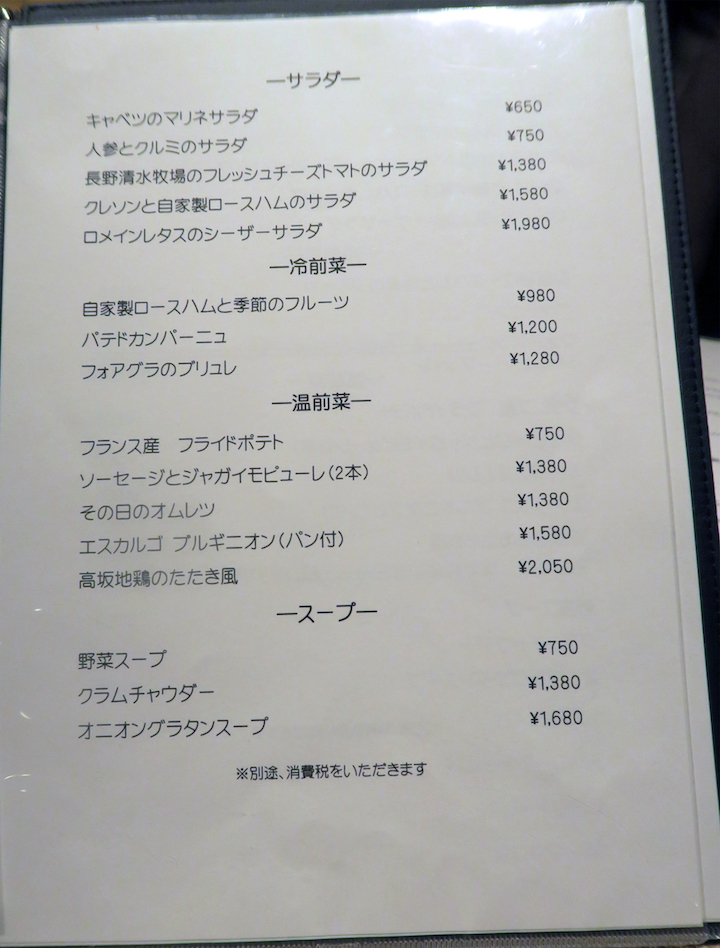 ―サラダ―
キャベツのマリネサラダ ¥650
人参とクルミのサラダ ¥750
長野清水牧場のフレッシュチーズトマトのサラダ ¥1,380
クレソンと自家製ロースハムのサラダ ¥1,580
ロメインレタスのシーザーサラダ ¥1,980
―冷前菜―
自家製ロースハムと季節のフルーツ ¥980
パテドカンパーニュ ¥1,200
フォアグラのブリュレ ¥1,280
―温前菜―
フランス産　フライドポテト ¥750
ソーセージとジャガイモピューレ(2本) ¥1,380
その日のオムレツ ¥1,380
エスカルゴ ブルギニオン(パン付) ¥1,580
高坂地鶏のたたき風 ¥2,050
―スープ―
野菜スープ ¥750
クラムチャウダー ¥1,380
オニオングラタンスープ ¥1,680
※別途、消費税をいただきます